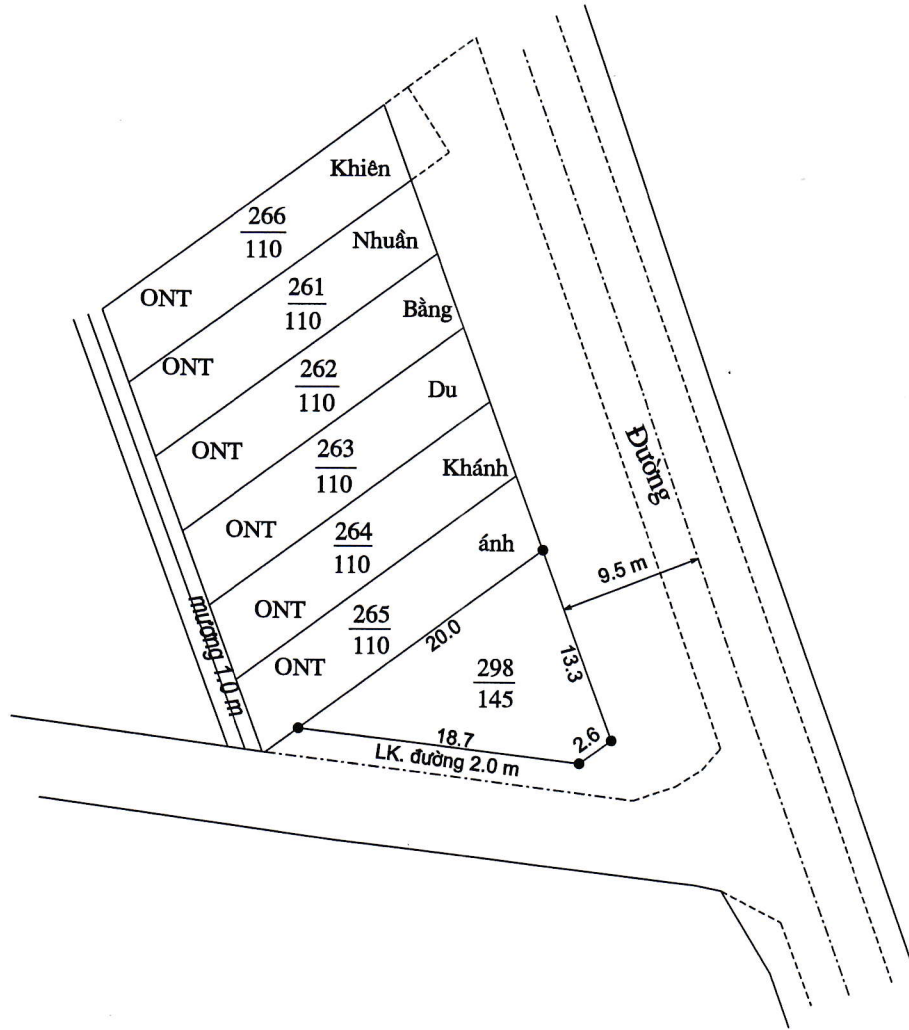 Khiên
266
110
ONT
Nhuần
261
110
ONT
Bằng
262
110
ONT
Du
263
110
ONT
Khánh
264
110
ONT
ánh
265
110
ONT
mương 1.0 m
20.0
298
145
13.3
2.6
18.7
LK. đường 2.0 m
9.5 m
Đường